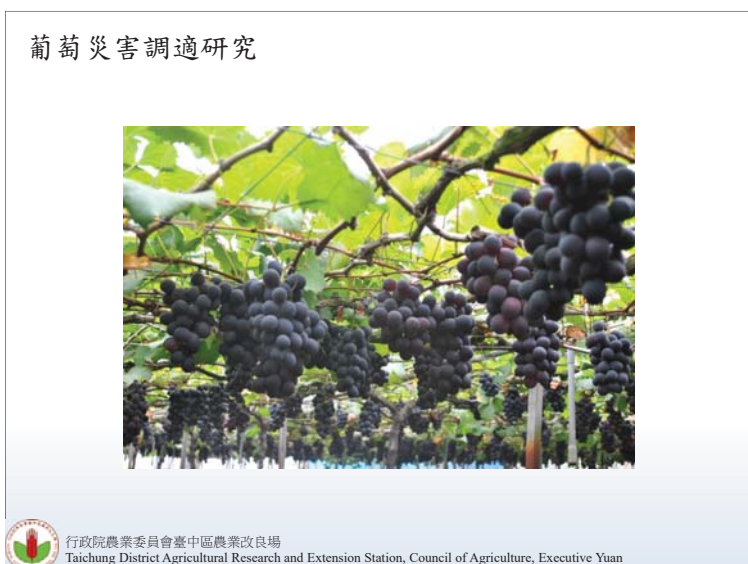 葡萄災害調適研究
行政院農業委員會臺中區農業改良場
Taichung District Agricultural Research and Extension Station, Council of Agriculture, Executive Yuan